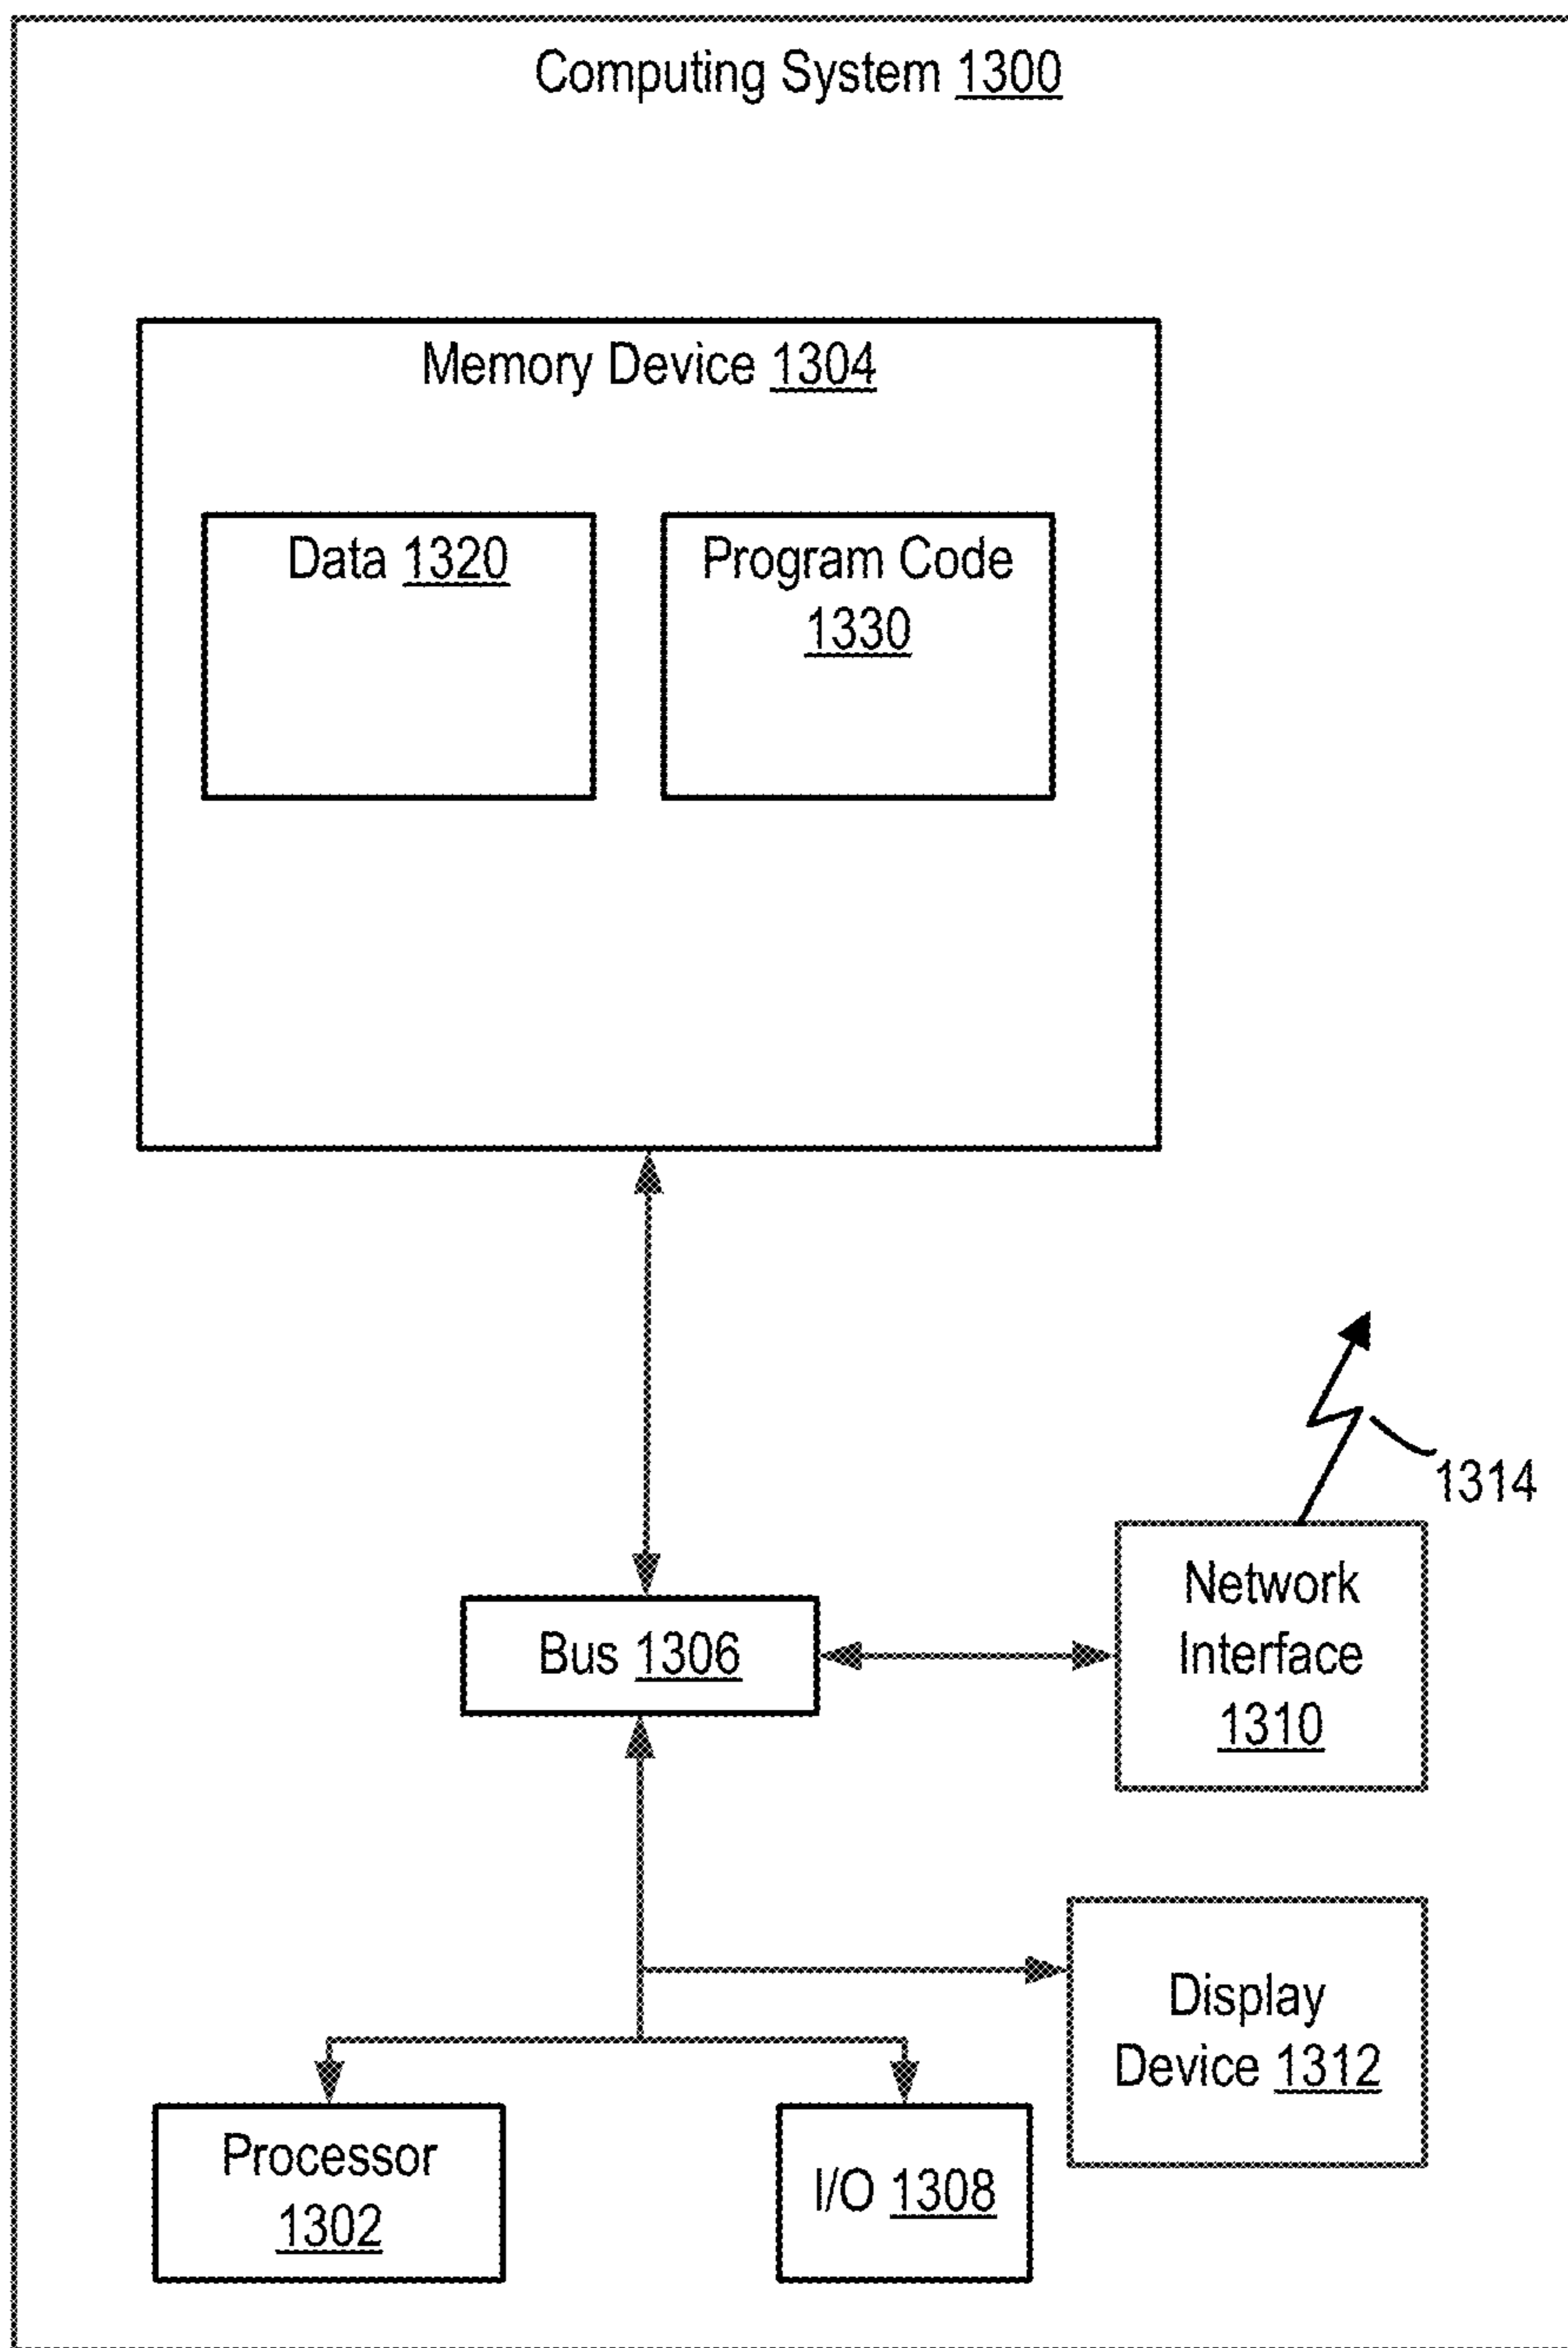 Computing System 1300
Memory Device 1304
Data 1320
Program Code
1330
1314
Network
Interface
1310
Bus 1306
Display
Device 1312
Processor
1302
I/O 1308